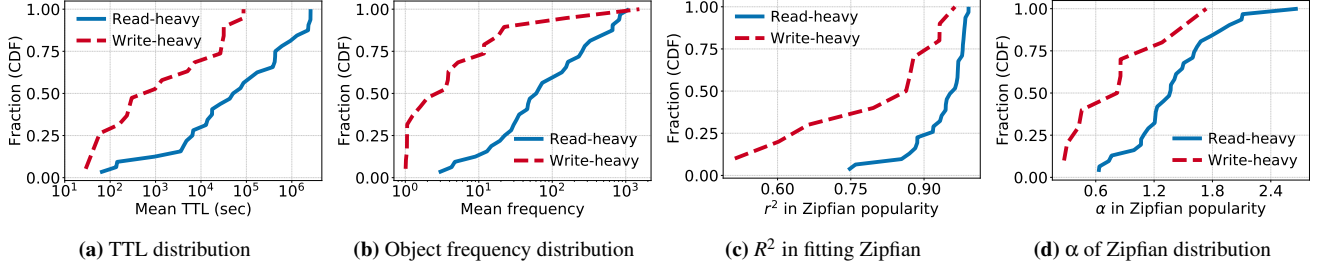 Fraction (CDF)
1.00
0.75
0.50
0.25
0.00
Read-heavy
Write-heavy
10¹ 10² 10³ 10⁴ 10⁵ 10⁶
Mean TTL (sec)
(a) TTL distribution
Fraction (CDF)
1.00
0.75
0.50
0.25
0.00
Read-heavy
Write-heavy
10⁰ 10¹ 10² 10³
Mean frequency
(b) Object frequency distribution
Fraction (CDF)
1.00
0.75
0.50
0.25
0.00
Read-heavy
Write-heavy
0.60 0.75 0.90
r² in Zipfian popularity
(c) R² in fitting Zipfian
Fraction (CDF)
1.00
0.75
0.50
0.25
0.00
Read-heavy
Write-heavy
0.6 1.2 1.8 2.4
α in Zipfian popularity
(d) α of Zipfian distribution